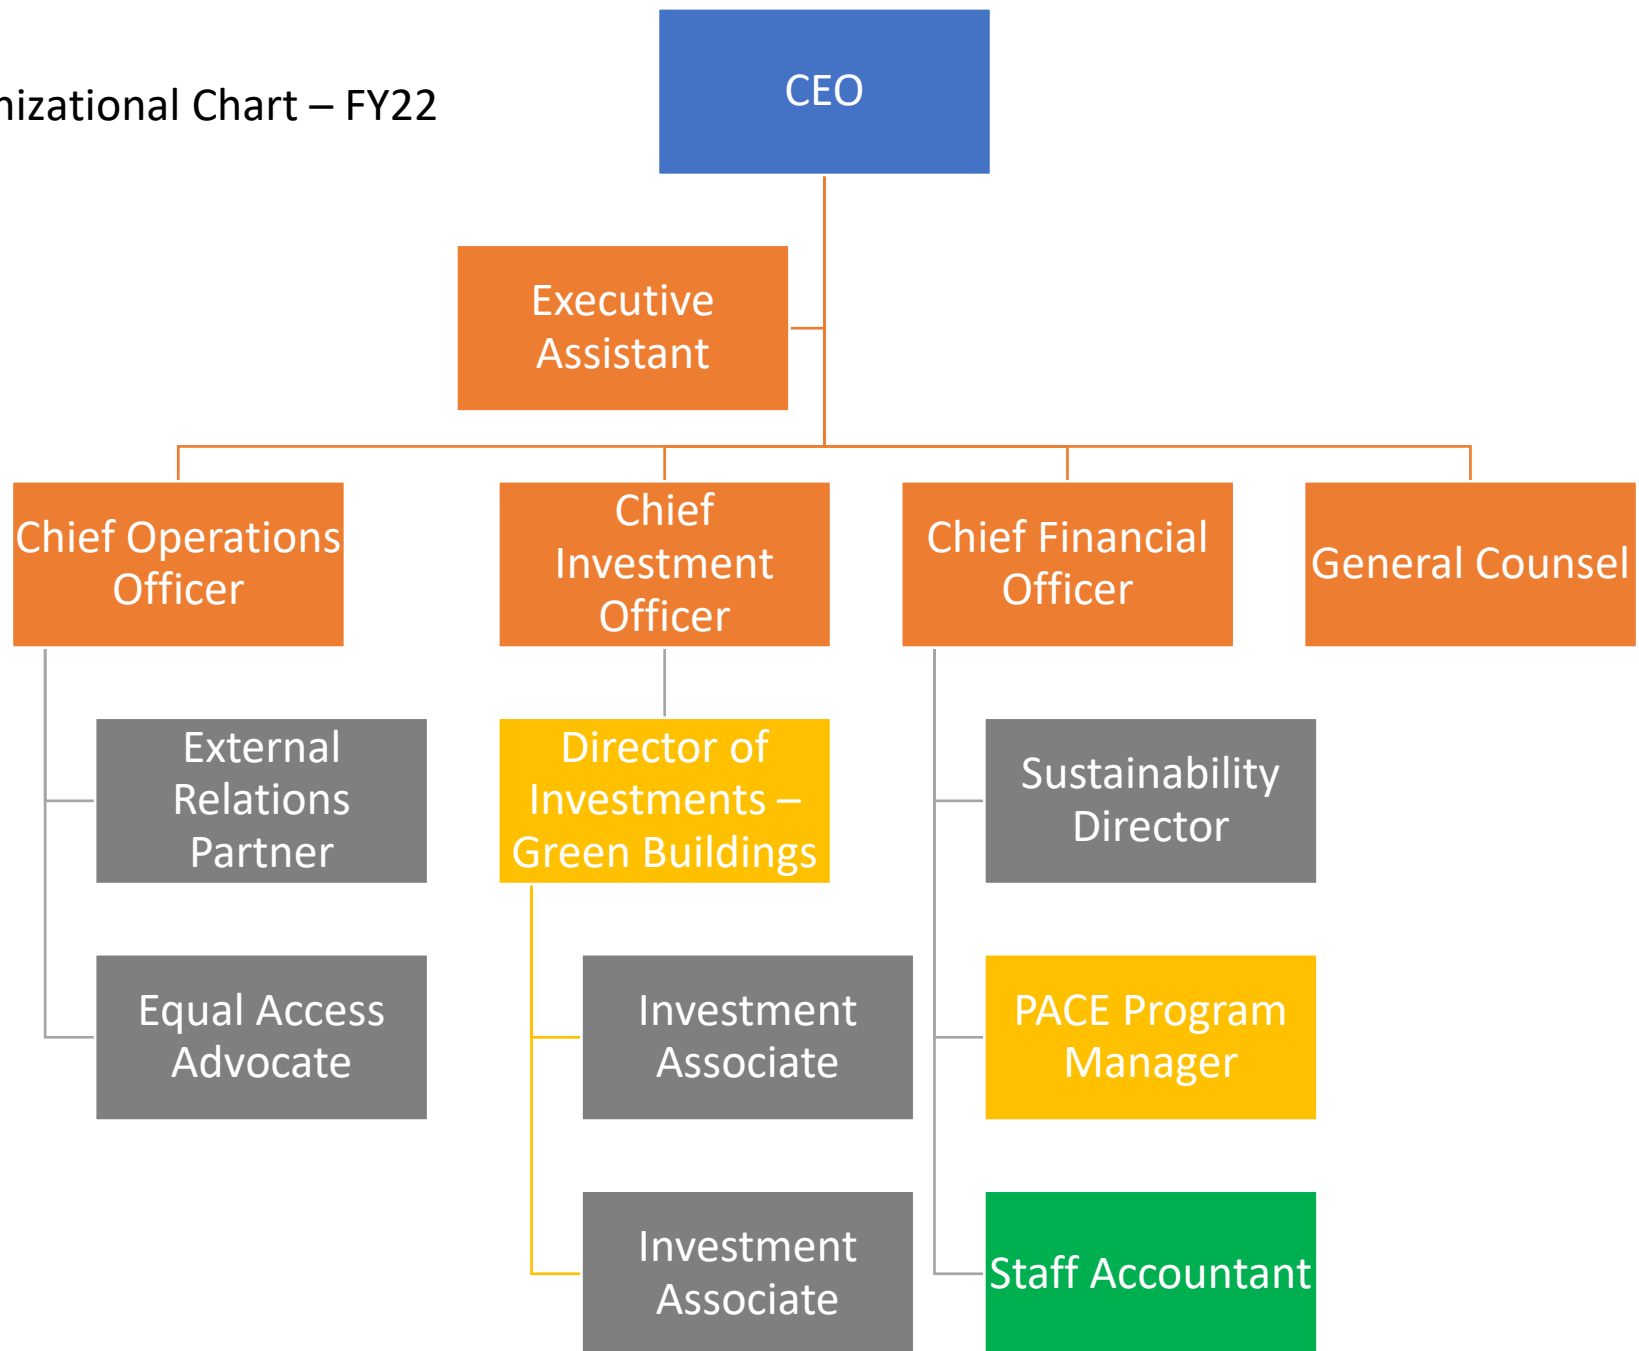 nizational Chart – FY22
CEO
Executive
Assistant
Chief Operations
Officer
Chief
Investment
Officer
Chief Financial
Officer
General Counsel
External
Relations
Partner
Director of
Investments –
Green Buildings
Sustainability
Director
Equal Access
Advocate
Investment
Associate
PACE Program
Manager
Investment
Associate
Staff Accountant